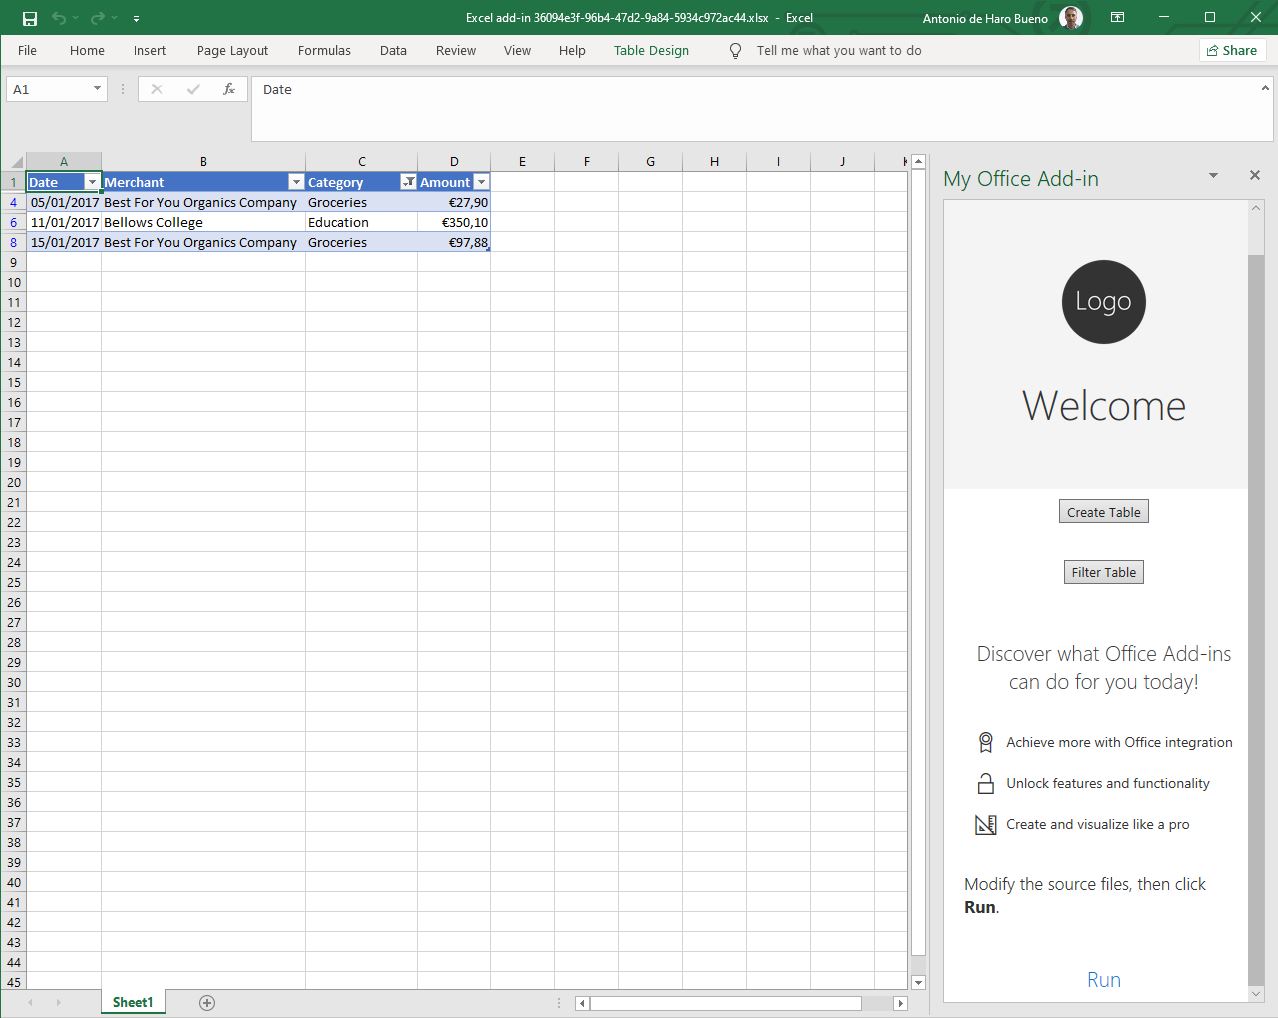 Excel add-in 36094e3f-96b4-47d2-9a84-5934c972ac44.xlsx - Excel
Antonio de Haro Bueno
File Home Insert Page Layout Formulas Data Review View Help Table Design Tell me what you want to do Share
A1 fx Date
A B C D E F G H I J K
1 Date Merchant Category Amount
4 05/01/2017 Best For You Organics Company Groceries €27,90
6 11/01/2017 Bellows College Education €350,10
8 15/01/2017 Best For You Organics Company Groceries €97,88
9
10
11
12
13
14
15
16
17
18
19
20
21
22
23
24
25
26
27
28
29
30
31
32
33
34
35
36
37
38
39
40
41
42
43
44
45
Sheet1
My Office Add-in
Logo
Welcome
Create Table
Filter Table
Discover what Office Add-ins
can do for you today!
Achieve more with Office integration
Unlock features and functionality
Create and visualize like a pro
Modify the source files, then click
Run.
Run